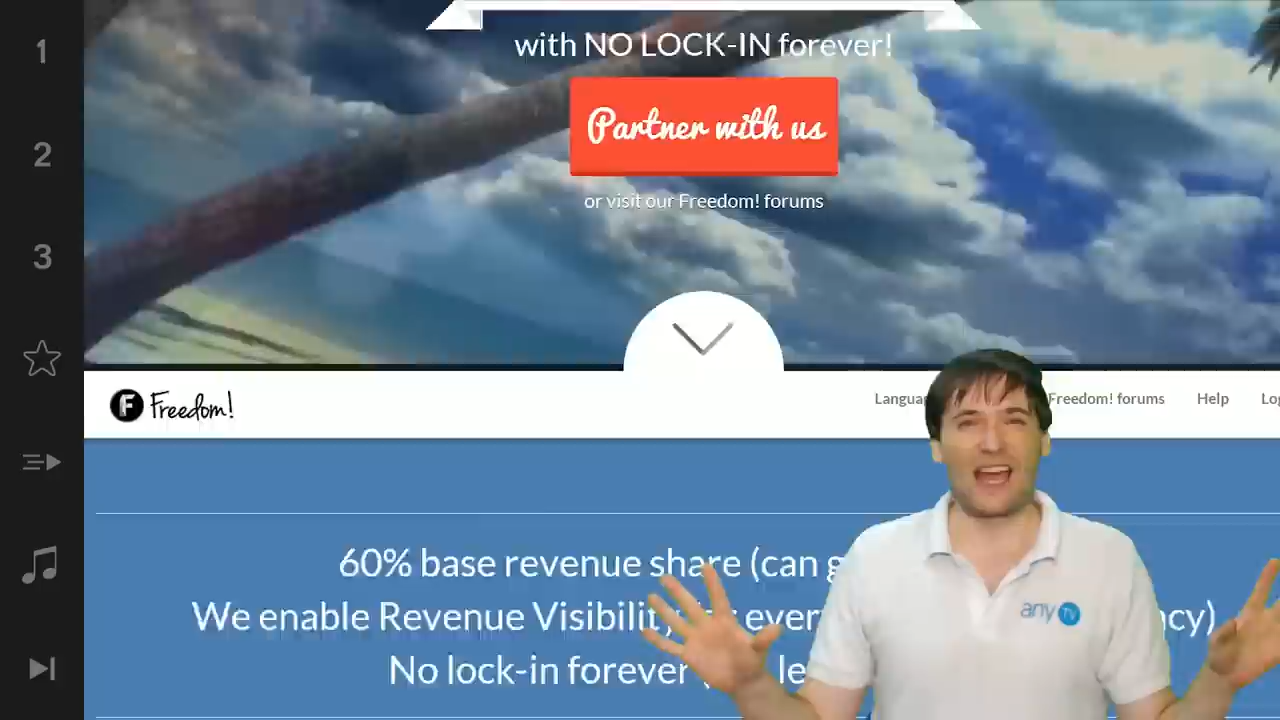 1
2
3
with NO LOCK-IN forever!
Partner with us
or visit our Freedom! forums
F Freedom!
Freedom! forums
Help
60% base revenue share (can
We enable Revenue Visibility
No lock-in forever
any TV